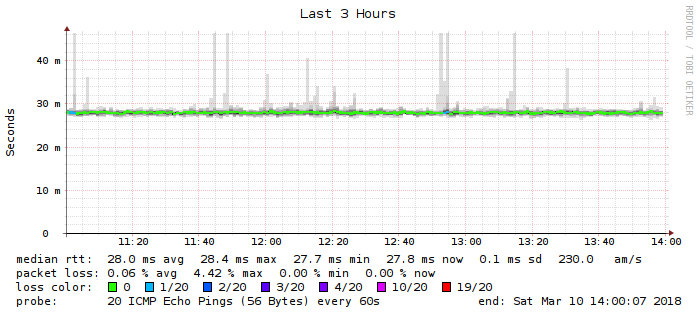 Last 3 Hours
RRDTOOL / TOBI OETIKER
Seconds
40 m
30 m
20 m
10 m
0
11:20 11:40 12:00 12:20 12:40 13:00 13:20 13:40 14:00
median rtt: 28.0 ms avg 28.4 ms max 27.7 ms min 27.8 ms now 0.1 ms sd 230.0 am/s
packet loss: 0.06 % avg 4.42 % max 0.00 % min 0.00 % now
loss color: 0 1/20 2/20 3/20 4/20 10/20 19/20
probe: 20 ICMP Echo Pings (56 Bytes) every 60s end: Sat Mar 10 14:00:07 2018